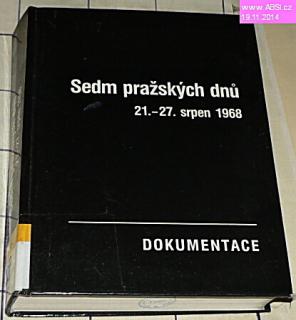 www.ABSI.cz
19.11.2014
Sedm pražských dnů
21.–27. srpen 1968
DOKUMENTACE